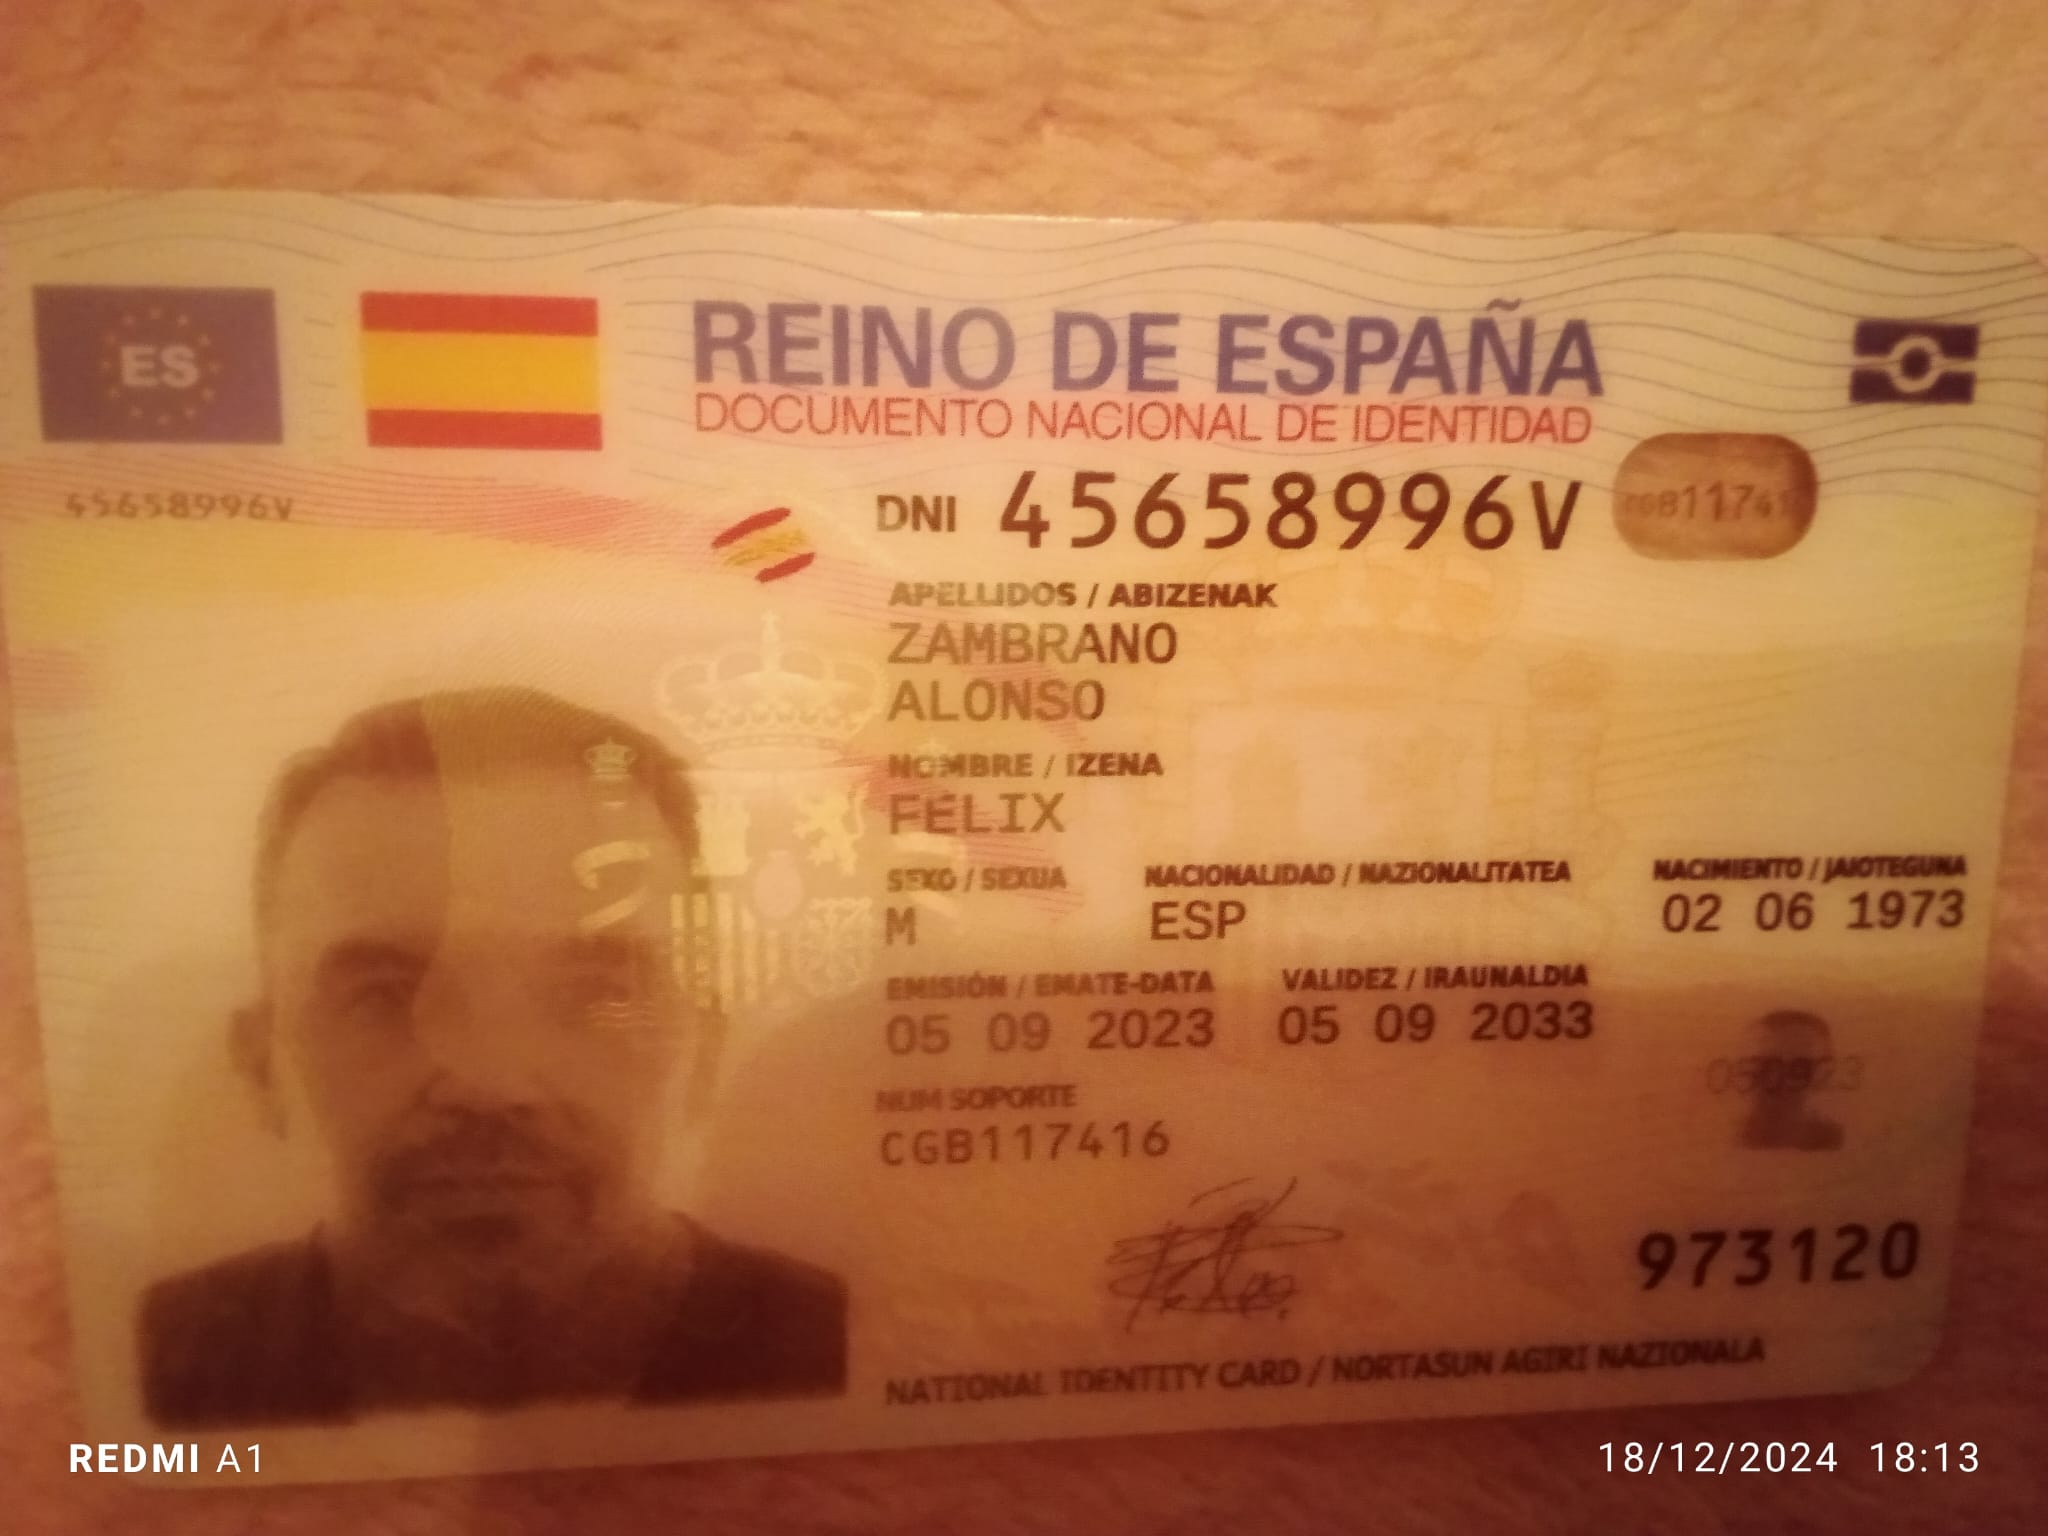 ES
REINO DE ESPAÑA
DOCUMENTO NACIONAL DE IDENTIDAD
45658996V
DNI 45658996V
APELLIDOS / ABIZENAK
ZAMBRANO
ALONSO
NOMBRE / IZENA
FÉLIX
SEXO / SEXUA NACIONALIDAD / NAZIONALITATEA NACIMIENTO / JAIOTEGUNA
M ESP 02 06 1973
EMISIÓN / EMATE-DATA VALIDEZ / IRAUNALDIA
05 09 2023 05 09 2033
NUM SOPORTE
CGB117416
973120
NATIONAL IDENTITY CARD / NORTASUN AGIRI NAZIONALA
REDMI A1
18/12/2024 18:13